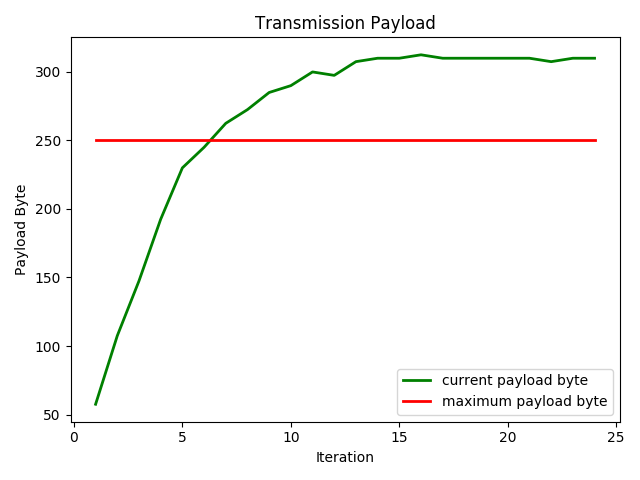 Transmission Payload
Payload Byte
300
250
200
150
100
50
0
5
10
15
20
25
Iteration
current payload byte
maximum payload byte